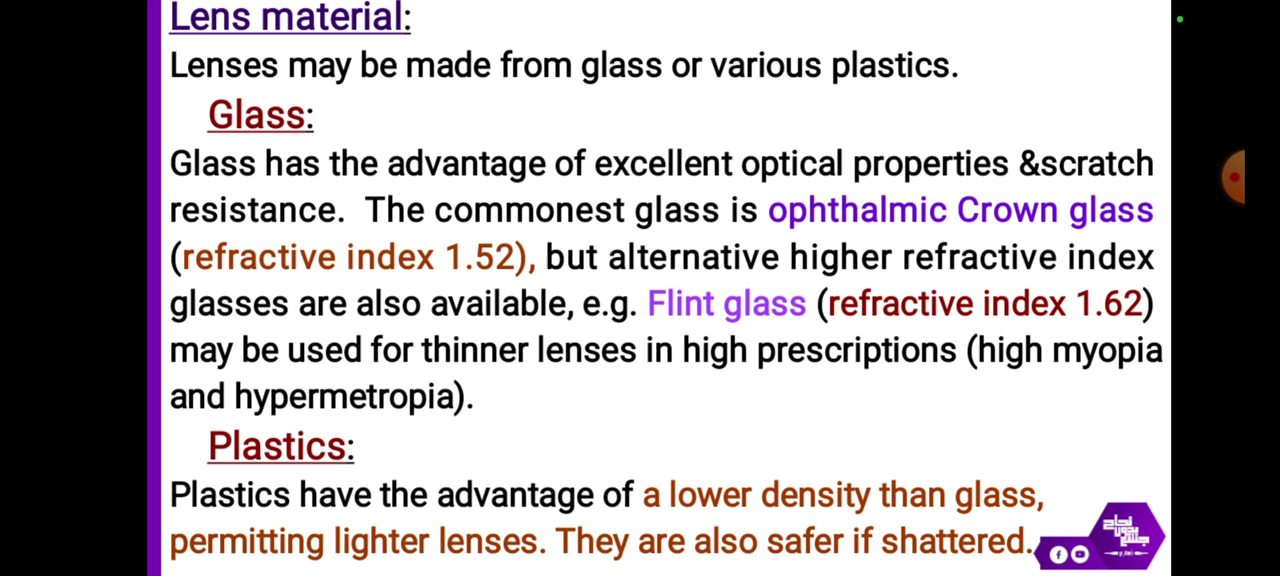 Lens material:
Lenses may be made from glass or various plastics.
Glass:
Glass has the advantage of excellent optical properties &scratch
resistance. The commonest glass is ophthalmic Crown glass
(refractive index 1.52), but alternative higher refractive index
glasses are also available, e.g. Flint glass (refractive index 1.62)
may be used for thinner lenses in high prescriptions (high myopia
and hypermetropia).
Plastics:
Plastics have the advantage of a lower density than glass,
permitting lighter lenses. They are also safer if shattered.